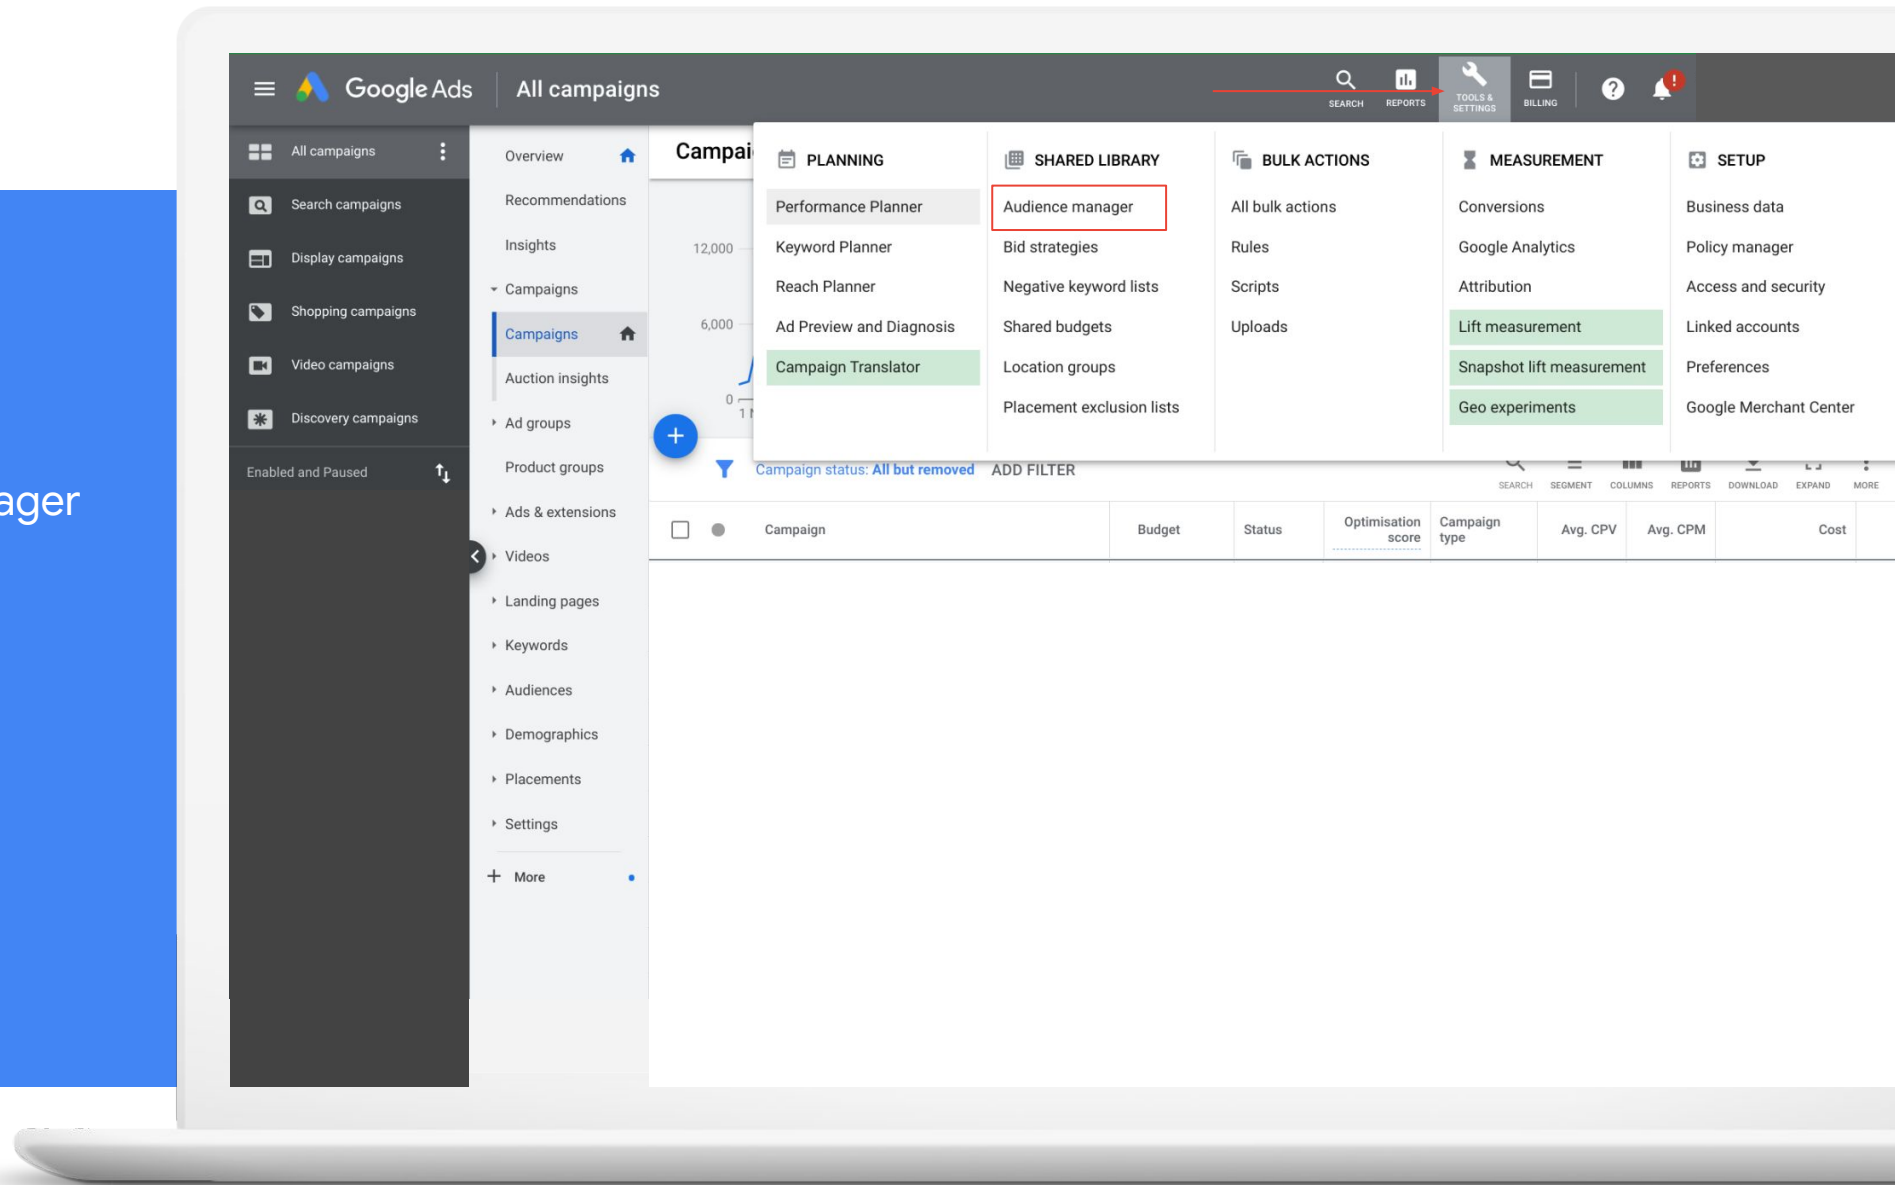 ager
Google Ads
All campaigns
SEARCH
REPORTS
TOOLS &
SETTINGS
BILLING
?
!
All campaigns
Search campaigns
Display campaigns
Shopping campaigns
Video campaigns
Discovery campaigns
Enabled and Paused
Overview
Recommendations
Insights
Campaigns
Campaigns
Auction insights
Ad groups
Product groups
Ads & extensions
Videos
Landing pages
Keywords
Audiences
Demographics
Placements
Settings
+ More
Campai
12,000
6,000
0
PLANNING
Performance Planner
Keyword Planner
Reach Planner
Ad Preview and Diagnosis
Campaign Translator
SHARED LIBRARY
Audience manager
Bid strategies
Negative keyword lists
Shared budgets
Location groups
Placement exclusion lists
BULK ACTIONS
All bulk actions
Rules
Scripts
Uploads
MEASUREMENT
Conversions
Google Analytics
Attribution
Lift measurement
Snapshot lift measurement
Geo experiments
SETUP
Business data
Policy manager
Access and security
Linked accounts
Preferences
Google Merchant Center
Campaign status: All but removed ADD FILTER
SEARCH
SEGMENT
COLUMNS
REPORTS
DOWNLOAD
EXPAND
MORE
Campaign
Budget
Status
Optimisation
score
Campaign
type
Avg. CPV
Avg. CPM
Cost